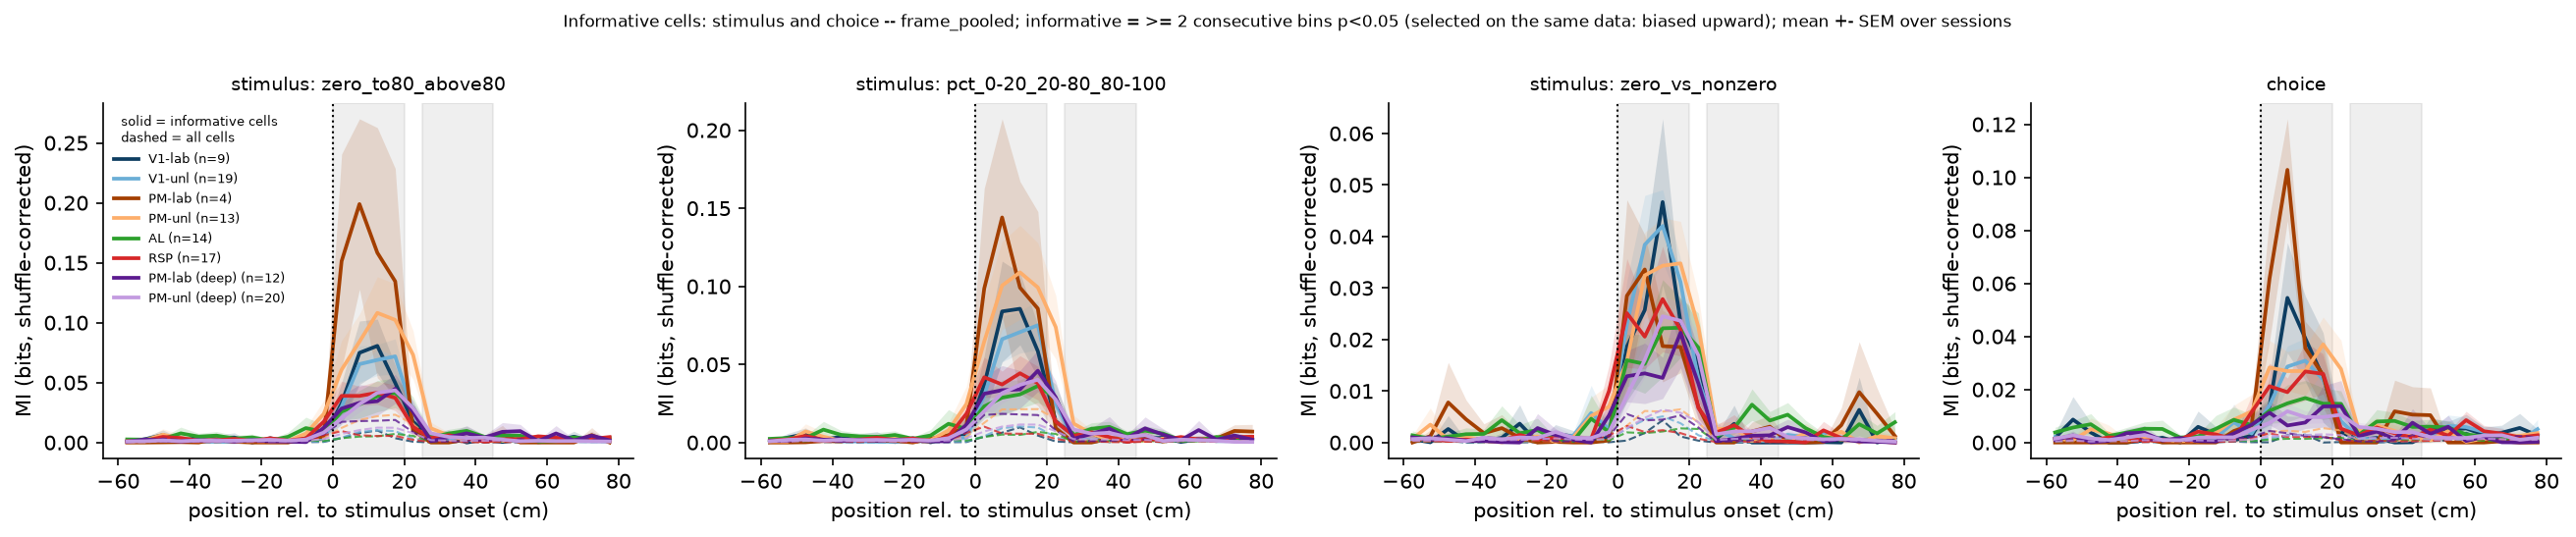 Informative cells: stimulus and choice -- frame_pooled; informative = >= 2 consecutive bins p<0.05 (selected on the same data: biased upward); mean +- SEM over sessions
stimulus: zero_to80_above80
MI (bits, shuffle-corrected)
0.25
0.20
0.15
0.10
0.05
0.00
solid = informative cells
dashed = all cells
V1-lab (n=9)
V1-unl (n=19)
PM-lab (n=4)
PM-unl (n=13)
AL (n=14)
RSP (n=17)
PM-lab (deep) (n=12)
PM-unl (deep) (n=20)
−60 −40 −20 0 20 40 60 80
position rel. to stimulus onset (cm)
stimulus: pct_0-20_20-80_80-100
MI (bits, shuffle-corrected)
0.20
0.15
0.10
0.05
0.00
−60 −40 −20 0 20 40 60 80
position rel. to stimulus onset (cm)
stimulus: zero_vs_nonzero
MI (bits, shuffle-corrected)
0.06
0.05
0.04
0.03
0.02
0.01
0.00
−60 −40 −20 0 20 40 60 80
position rel. to stimulus onset (cm)
choice
MI (bits, shuffle-corrected)
0.12
0.10
0.08
0.06
0.04
0.02
0.00
−60 −40 −20 0 20 40 60 80
position rel. to stimulus onset (cm)